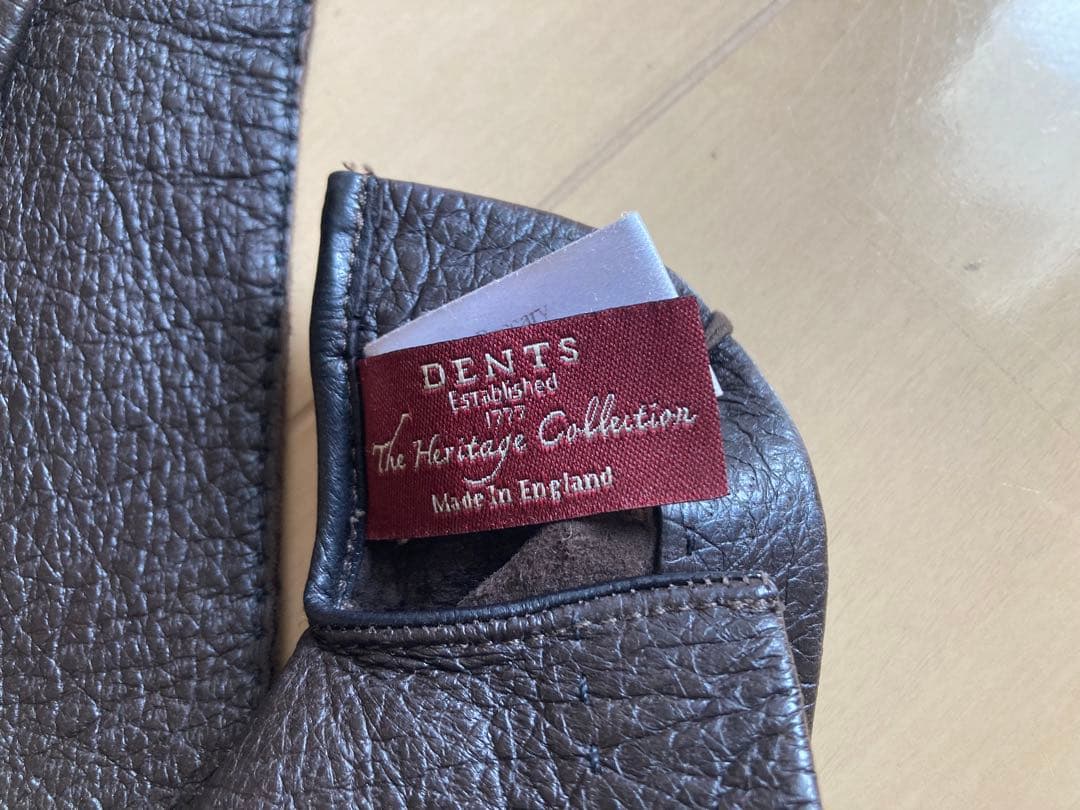 DENTS
Established
1777
The Heritage Collection
Made In England